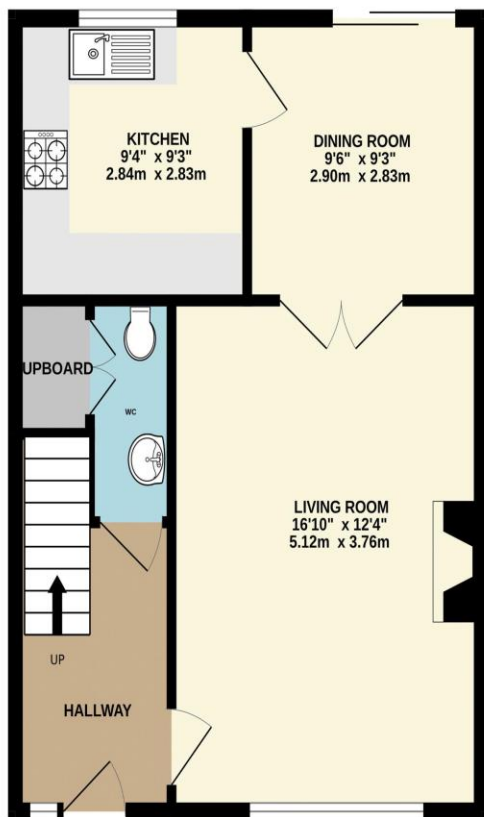 KITCHEN
9'4" x 9'3"
2.84m x 2.83m
DINING ROOM
9'6" x 9'3"
2.90m x 2.83m
UPBOARD
WC
LIVING ROOM
16'10" x 12'4"
5.12m x 3.76m
UP
HALLWAY